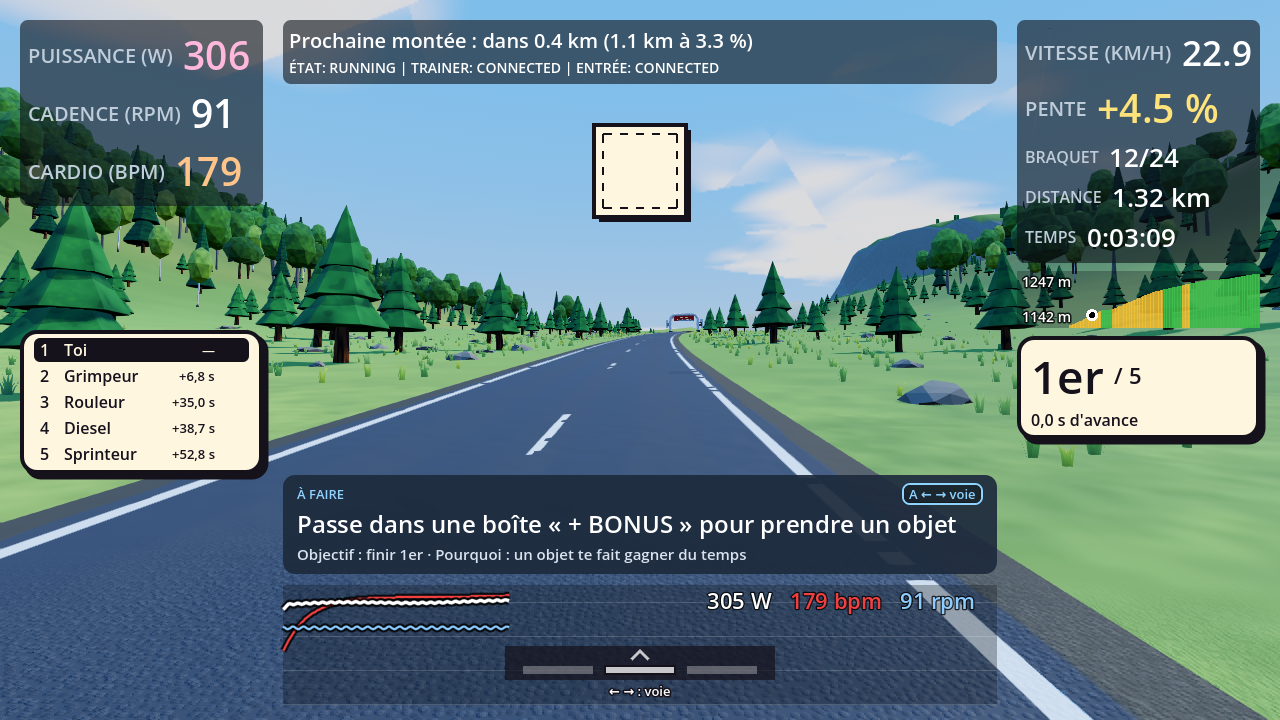 PUISSANCE (W) 306
CADENCE (RPM) 91
CARDIO (BPM) 179
Prochaine montée : dans 0.4 km (1.1 km à 3.3 %)
ÉTAT: RUNNING | TRAINER: CONNECTED | ENTRÉE: CONNECTED
VITESSE (KM/H) 22.9
PENTE +4.5 %
BRAQUET 12/24
DISTANCE 1.32 km
TEMPS 0:03:09
1247 m
1142 m
1 Toi —
2 Grimpeur +6,8 s
3 Rouleur +35,0 s
4 Diesel +38,7 s
5 Sprinteur +52,8 s
1er / 5
0,0 s d'avance
À FAIRE
A ← → voie
Passe dans une boîte « + BONUS » pour prendre un objet
Objectif : finir 1er · Pourquoi : un objet te fait gagner du temps
305 W 179 bpm 91 rpm
← → : voie